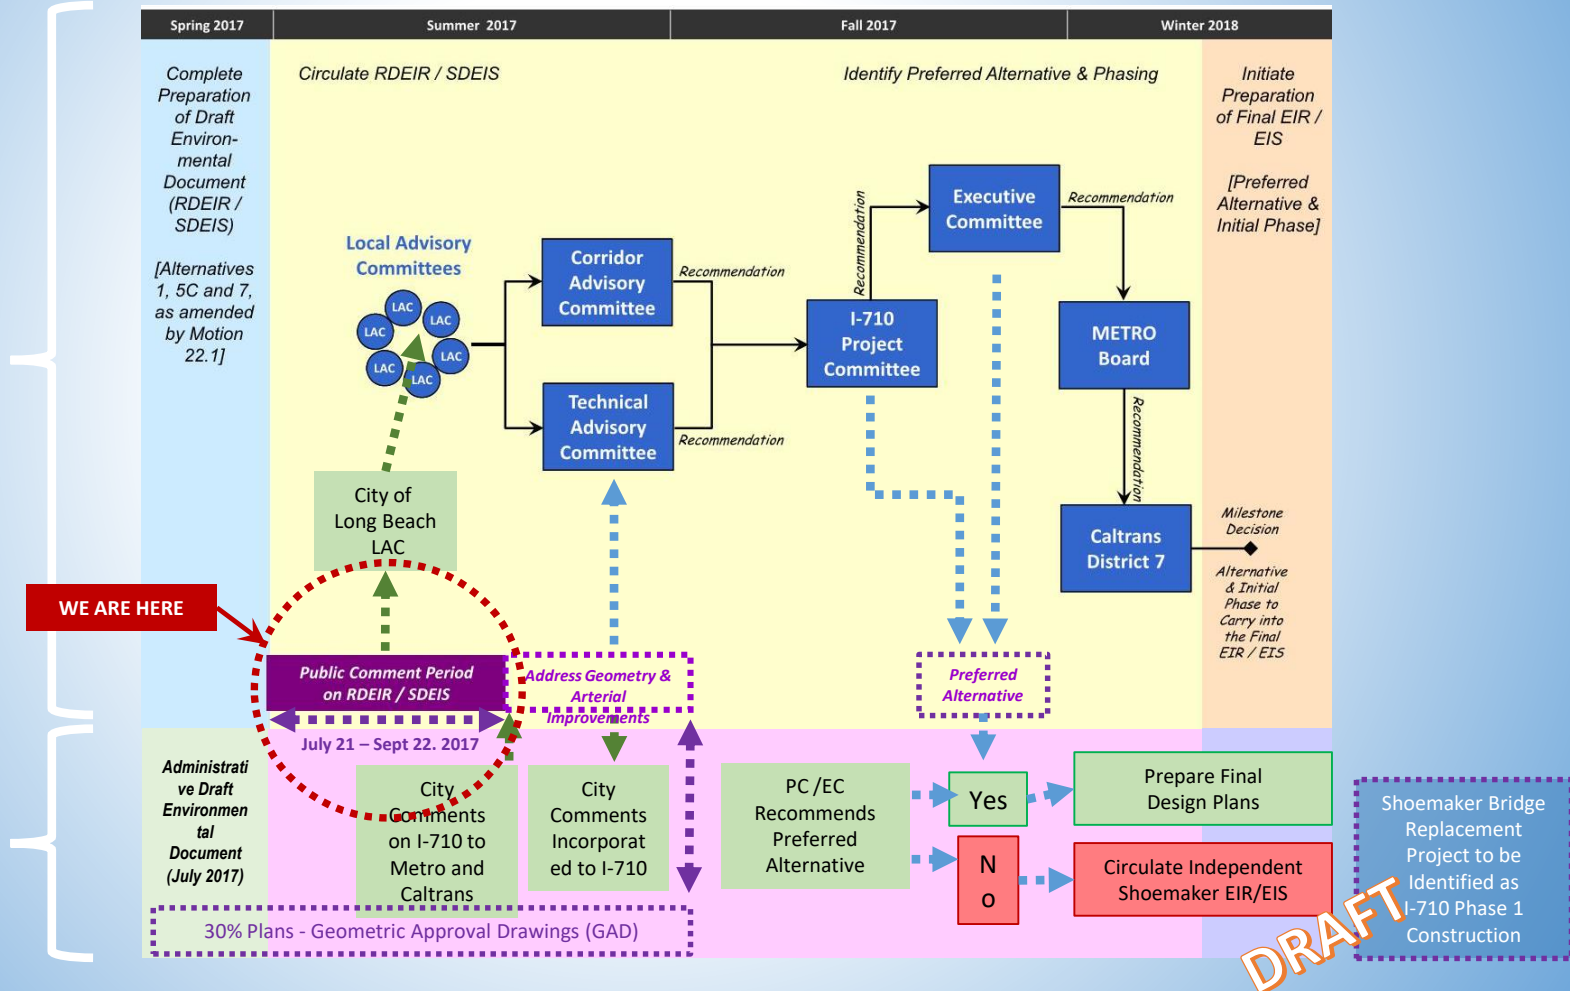 Spring 2017
Summer 2017
Fall 2017
Winter 2018
Complete
Preparation
of Draft
Environ-
mental
Document
(RDEIR /
SDEIS)
[Alternatives
1, 5C and 7,
as amended
by Motion
22.1]
Circulate RDEIR / SDEIS
Identify Preferred Alternative & Phasing
Initiate
Preparation
of Final EIR /
EIS
[Preferred
Alternative &
Initial Phase]
Local Advisory
Committees
LAC
LAC
LAC
LAC
LAC
LAC
Corridor
Advisory
Committee
Recommendation
Technical
Advisory
Committee
Recommendation
I-710
Project
Committee
Recommendation
Executive
Committee
Recommendation
METRO
Board
Recommendation
Caltrans
District 7
Milestone
Decision
Alternative
& Initial
Phase to
Carry into
the Final
EIR / EIS
City of
Long Beach
LAC
WE ARE HERE
Public Comment Period
on RDEIR / SDEIS
Address Geometry &
Arterial
Improvements
Preferred
Alternative
July 21 – Sept 22. 2017
Administrati
ve Draft
Environmen
tal
Document
(July 2017)
City
Comments
on I-710 to
Metro and
Caltrans
City
Comments
Incorporat
ed to I-710
PC /EC
Recommends
Preferred
Alternative
Yes
N
o
Prepare Final
Design Plans
Circulate Independent
Shoemaker EIR/EIS
30% Plans - Geometric Approval Drawings (GAD)
Shoemaker Bridge
Replacement
Project to be
Identified as
I-710 Phase 1
Construction
DRAFT